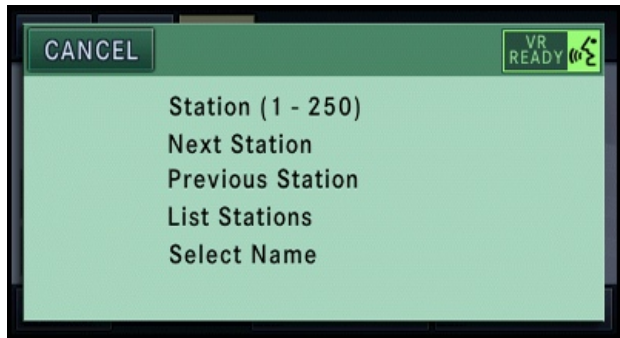 CANCEL
VR
READY
Station (1 - 250)
Next Station
Previous Station
List Stations
Select Name